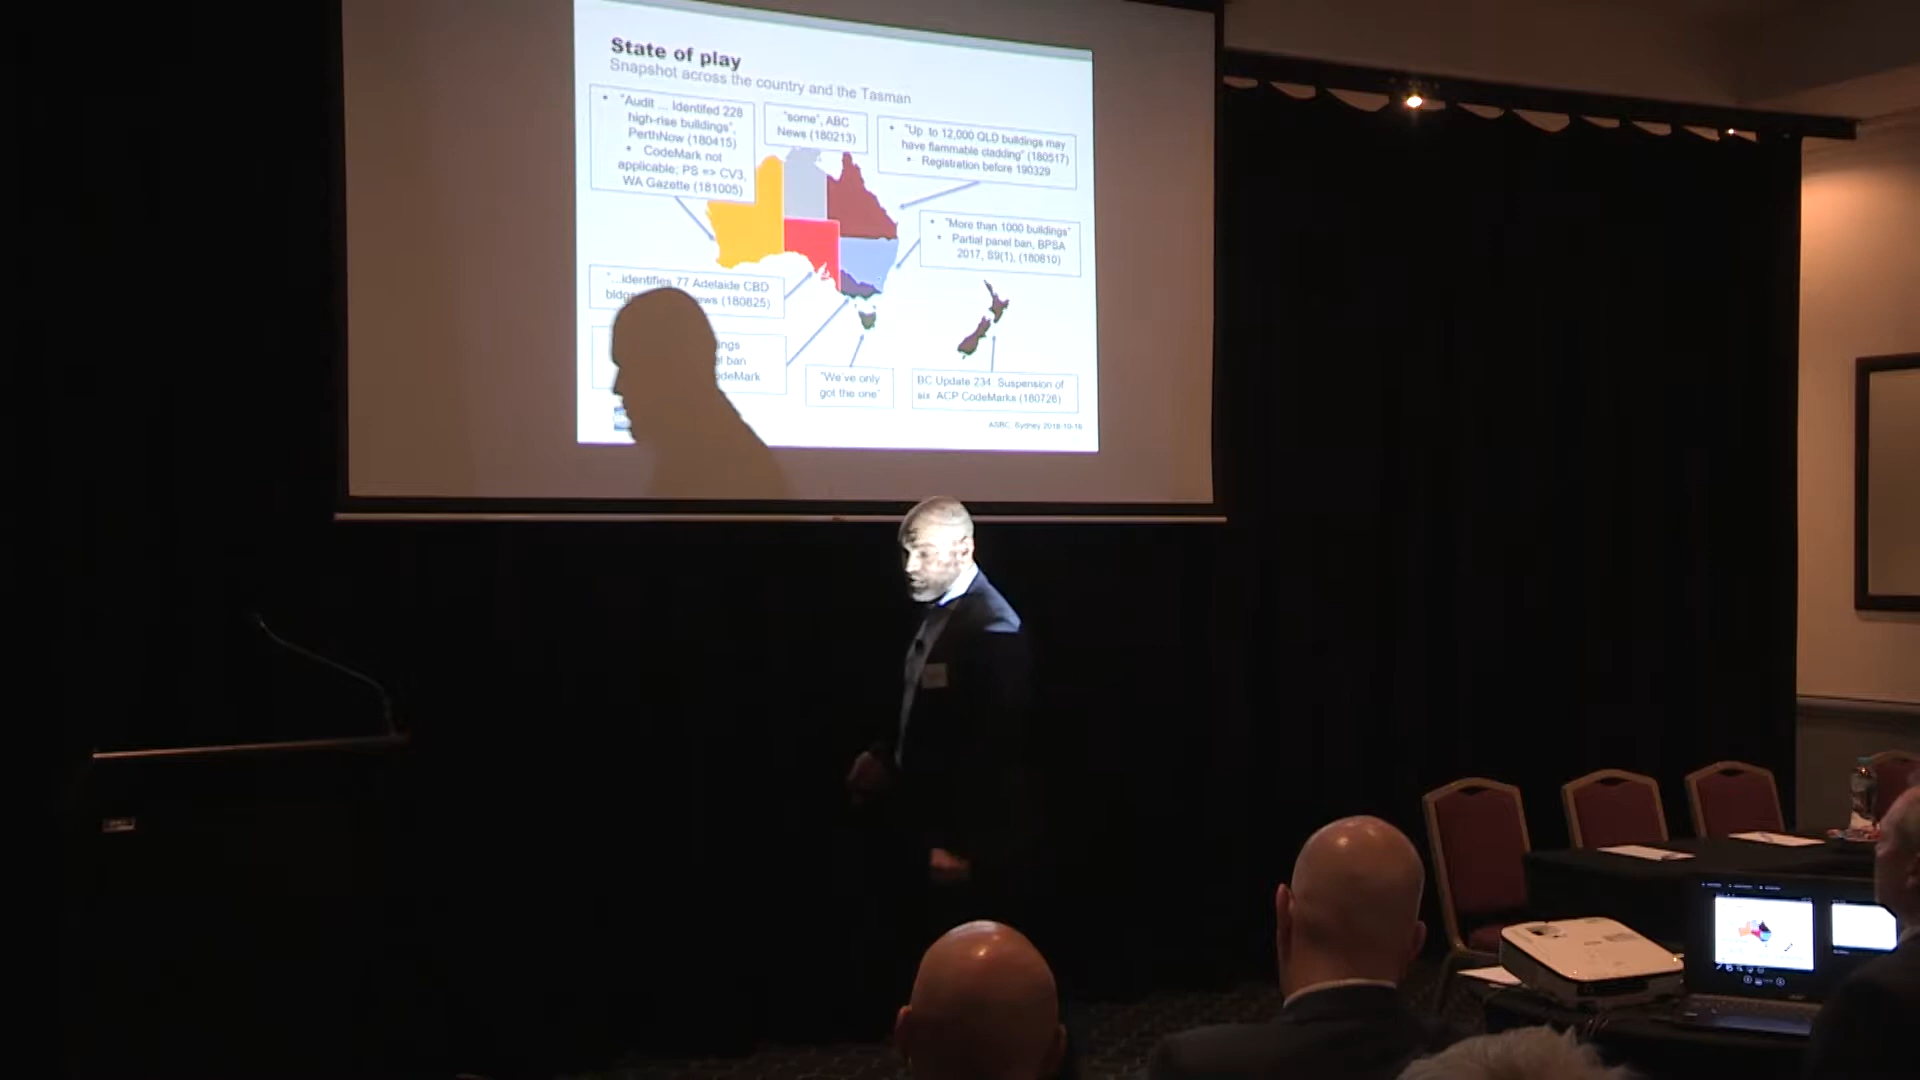 State of play
Snapshot across the country and the Tasman
• "Audit ... Identifed 228
high-rise buildings",
PerthNow (180415)
• CodeMark not
applicable; PS => CV3,
WA Gazette (181005)
"some", ABC
News (180213)
• "Up to 12,000 QLD buildings may
have flammable cladding" (180517)
• Registration before 190329
• "More than 1000 buildings"
• Partial panel ban, BPSA
2017, S9(1), (180810)
"...identifies 77 Adelaide CBD
(180825)
ban
"We've only
got the one"
BC Update 234: Suspension of
six ACP CodeMarks (180726)
ASBC, Sydney 2018-10-18